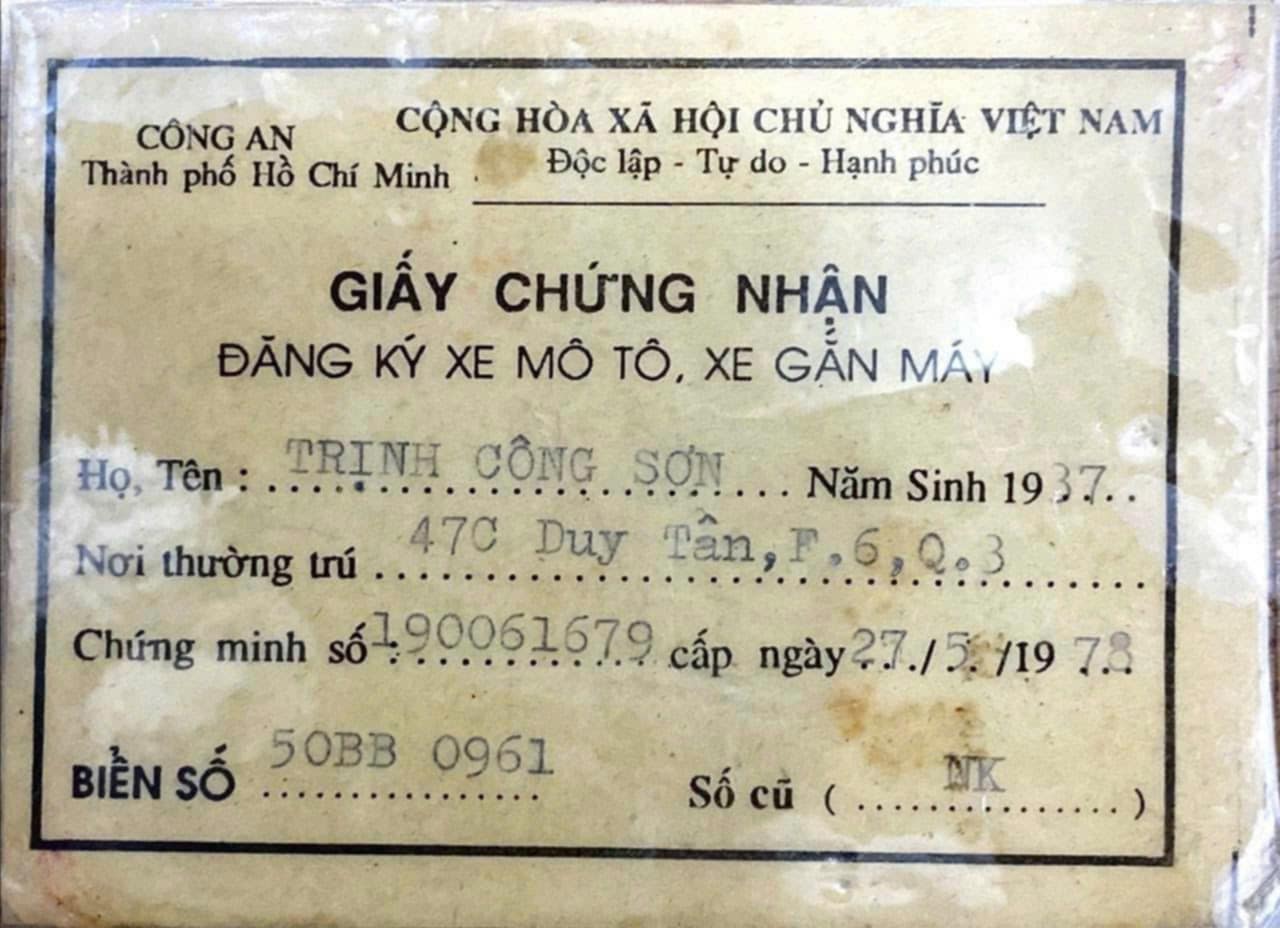 CÔNG AN
Thành phố Hồ Chí Minh
CỘNG HÒA XÃ HỘI CHỦ NGHĨA VIỆT NAM
Độc lập - Tự do - Hạnh phúc
GIẤY CHỨNG NHẬN
ĐĂNG KÝ XE MÔ TÔ, XE GẮN MÁY
Họ, Tên : TRỊNH CÔNG SƠN Năm Sinh 1937
Nơi thường trú 47C Duy Tân, F.6, Q.3
Chứng minh số 190061679 cấp ngày 27/5/1978
BIỂN SỐ 50BB 0961 Số cũ (NK)